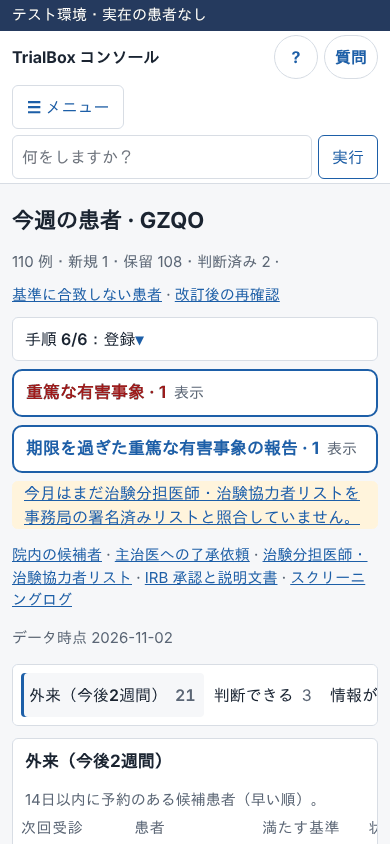 テスト環境・実在の患者なし
TrialBox コンソール
?
質問
☰ メニュー
何をしますか？
実行
今週の患者 · GZQO
110 例・新規 1・保留 108・判断済み 2・
基準に合致しない患者 · 改訂後の再確認
手順 6/6：登録▾
重篤な有害事象 · 1 表示
期限を過ぎた重篤な有害事象の報告 · 1 表示
今月はまだ治験分担医師・治験協力者リストを
事務局の署名済みリストと照合していません。
院内の候補者 · 主治医への了承依頼 · 治験分担医師・
治験協力者リスト · IRB 承認と説明文書 · スクリーニ
ングログ
データ時点 2026-11-02
外来（今後2週間） 21 判断できる 3 情報が
外来（今後2週間）
14日以内に予約のある候補患者（早い順）。
次回受診 患者 満たす基準